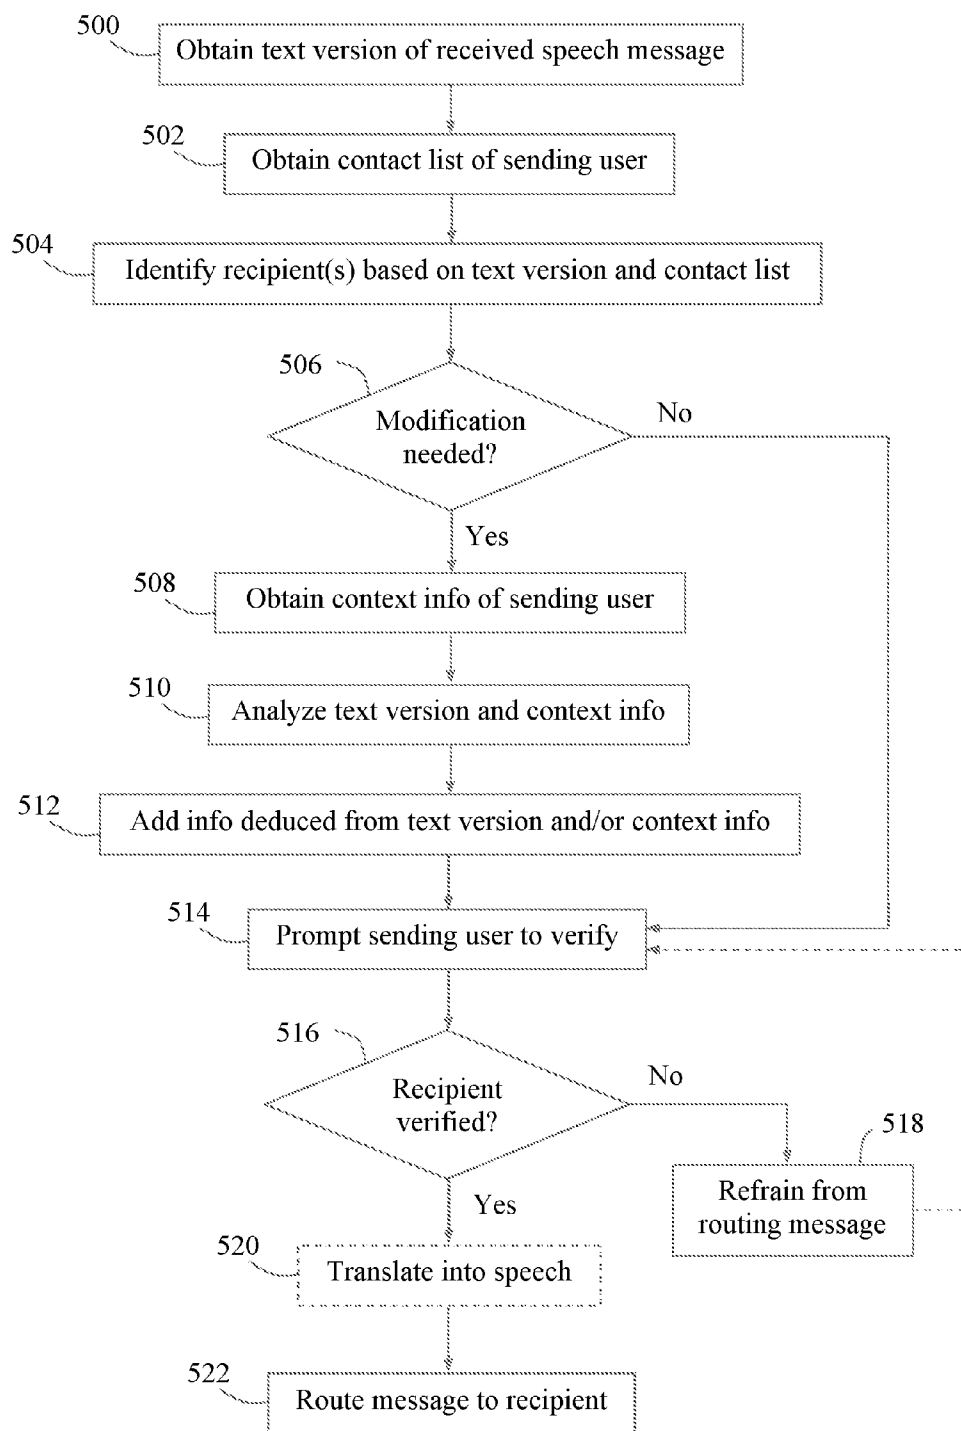 500
Obtain text version of received speech message
502
Obtain contact list of sending user
504
Identify recipient(s) based on text version and contact list
506
Modification
needed?
No
Yes
508
Obtain context info of sending user
510
Analyze text version and context info
512
Add info deduced from text version and/or context info
514
Prompt sending user to verify
516
Recipient
verified?
No
518
Refrain from
routing message
Yes
520
Translate into speech
522
Route message to recipient